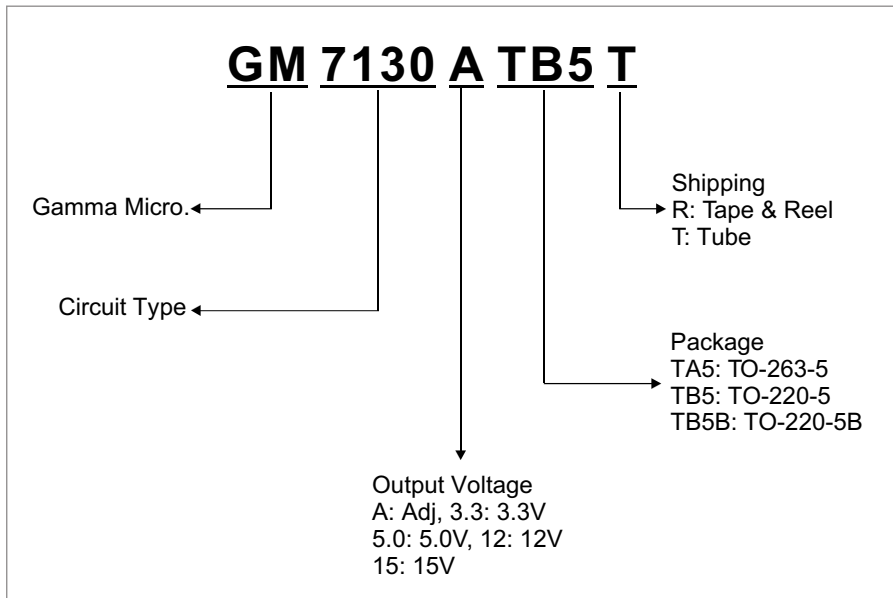 GM 7130 A TB5 T
Gamma Micro.
Shipping
R: Tape & Reel
T: Tube
Circuit Type
Package
TA5: TO-263-5
TB5: TO-220-5
TB5B: TO-220-5B
Output Voltage
A: Adj, 3.3: 3.3V
5.0: 5.0V, 12: 12V
15: 15V